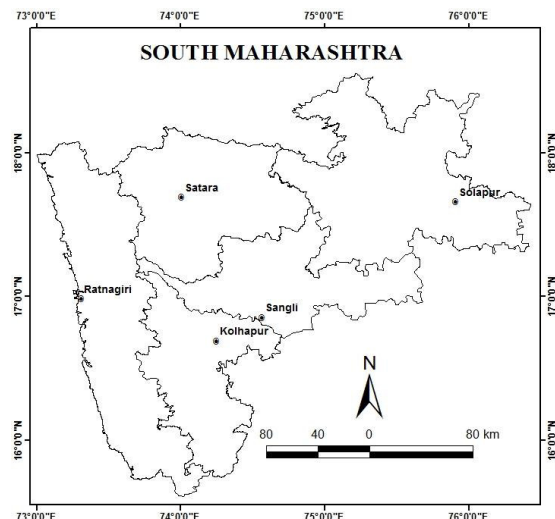 73°0'0"E 74°0'0"E 75°0'0"E 76°0'0"E
SOUTH MAHARASHTRA
18°0'0"N 18°0'0"N
Satara
Solapur
17°0'0"N 17°0'0"N
Ratnagiri
Sangli
Kolhapur
N
16°0'0"N 16°0'0"N
80 40 0 80 km
73°0'0"E 74°0'0"E 75°0'0"E 76°0'0"E